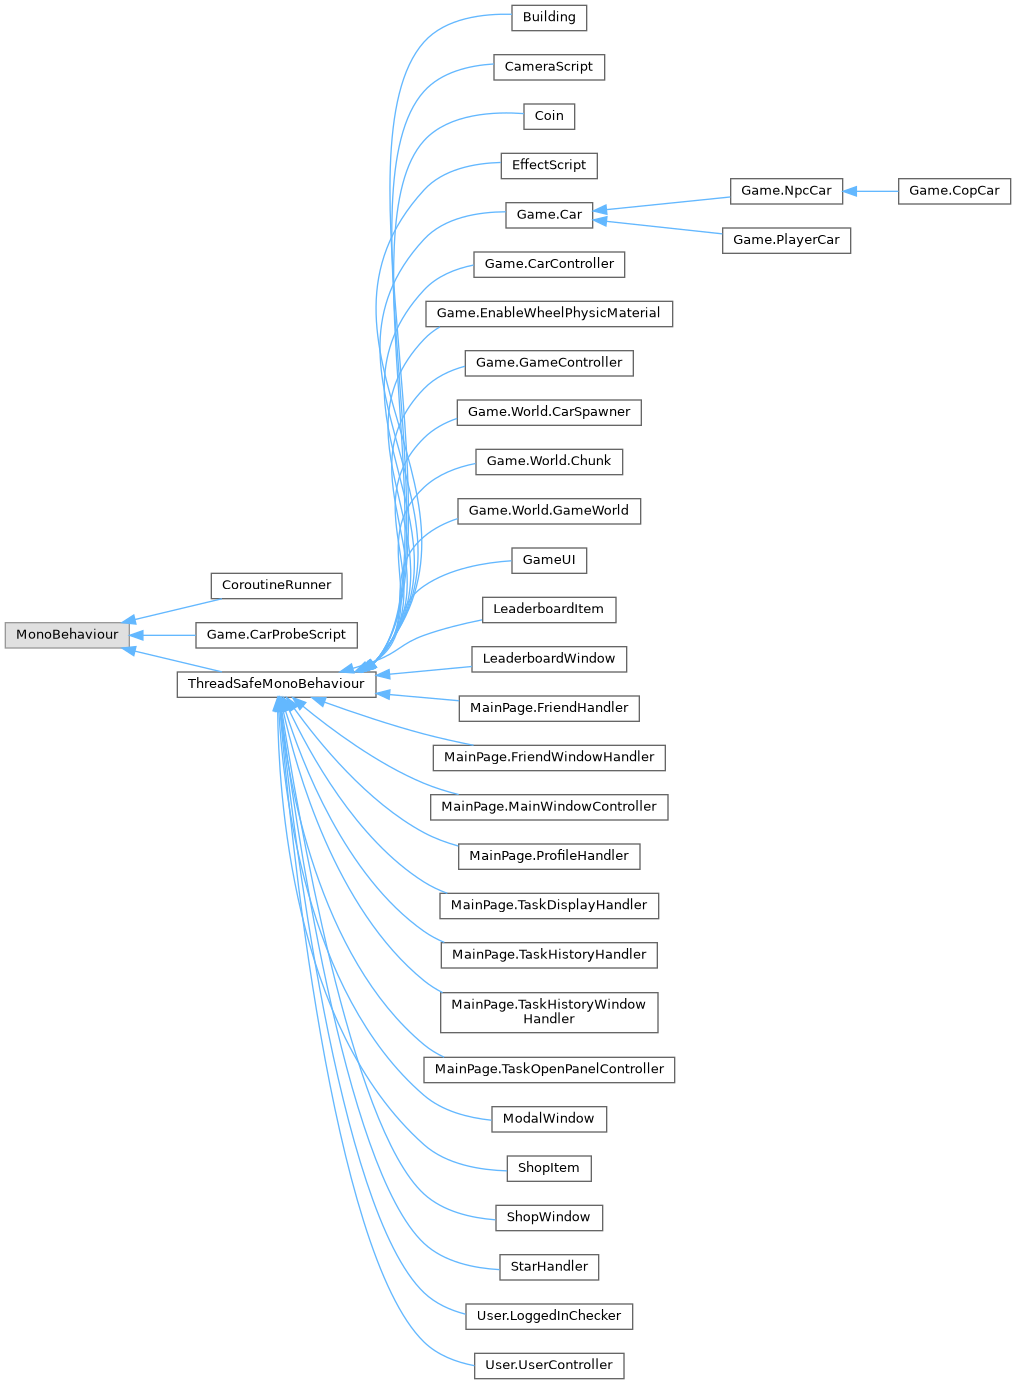 Building
CameraScript
Coin
EffectScript
Game.NpcCar
Game.CopCar
Game.Car
Game.PlayerCar
Game.CarController
Game.EnableWheelPhysicMaterial
Game.GameController
Game.World.CarSpawner
Game.World.Chunk
Game.World.GameWorld
GameUI
CoroutineRunner
LeaderboardItem
MonoBehaviour
Game.CarProbeScript
LeaderboardWindow
ThreadSafeMonoBehaviour
MainPage.FriendHandler
MainPage.FriendWindowHandler
MainPage.MainWindowController
MainPage.ProfileHandler
MainPage.TaskDisplayHandler
MainPage.TaskHistoryHandler
MainPage.TaskHistoryWindow
Handler
MainPage.TaskOpenPanelController
ModalWindow
ShopItem
ShopWindow
StarHandler
User.LoggedInChecker
User.UserController